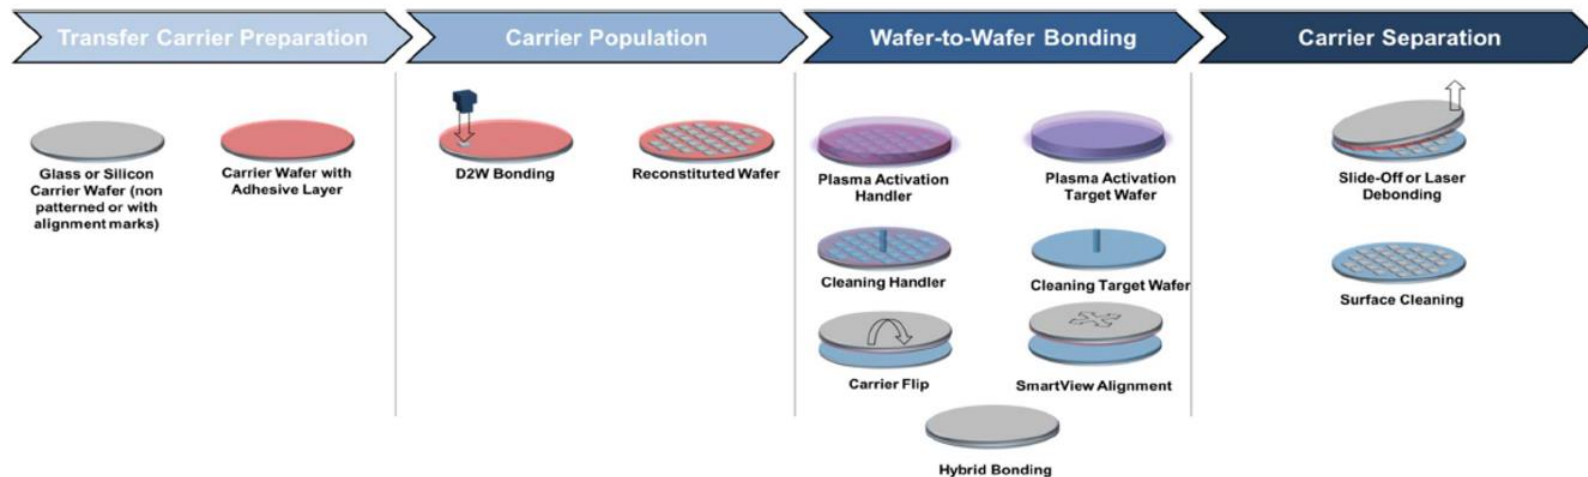 Transfer Carrier Preparation
Carrier Population
Wafer-to-Wafer Bonding
Carrier Separation
Glass or Silicon
Carrier Wafer (non
patterned or with
alignment marks)
Carrier Wafer with
Adhesive Layer
D2W Bonding
Reconstituted Wafer
Plasma Activation
Handler
Plasma Activation
Target Wafer
Cleaning Handler
Cleaning Target Wafer
Carrier Flip
SmartView Alignment
Hybrid Bonding
Slide-Off or Laser
Debonding
Surface Cleaning